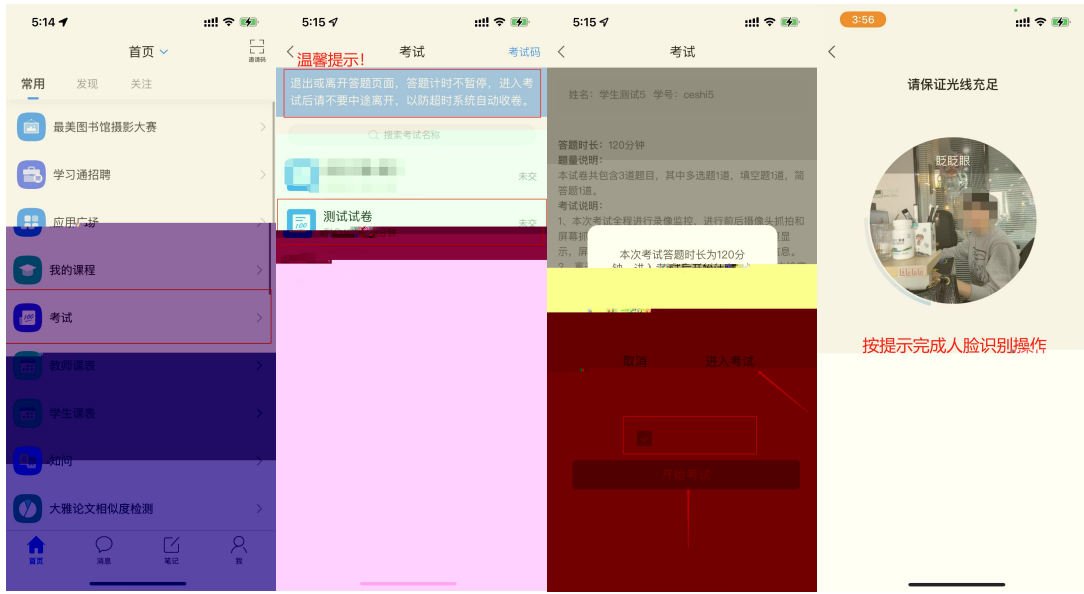 5:14
首页
邀请码
常用
发现
关注
最美图书馆摄影大赛
学习通招聘
应用广场
我的课程
考试
教师课表
学生课表
知问
大雅论文相似度检测
首页
消息
笔记
我
5:15
考试
考试码
温馨提示!
退出或离开答题页面，答题计时不暂停，进入考
试后请不要中途离开，以防超时系统自动收卷。
搜索考试名称
未交
测试试卷
未交
5:15
考试
姓名：学生测试5 学号：ceshi5
答题时长：120分钟
题量说明：
本试卷共包含3道题目，其中多选题1道，填空题1道，简
答题1道。
考试说明：
1、本次考试全程进行录像监控，进行前后摄像头抓拍和
屏幕抓
示，屏
本次考试答题时长为120分
取消
进入考试
开始考试
3:56
请保证光线充足
眨眨眼
按提示完成人脸识别操作